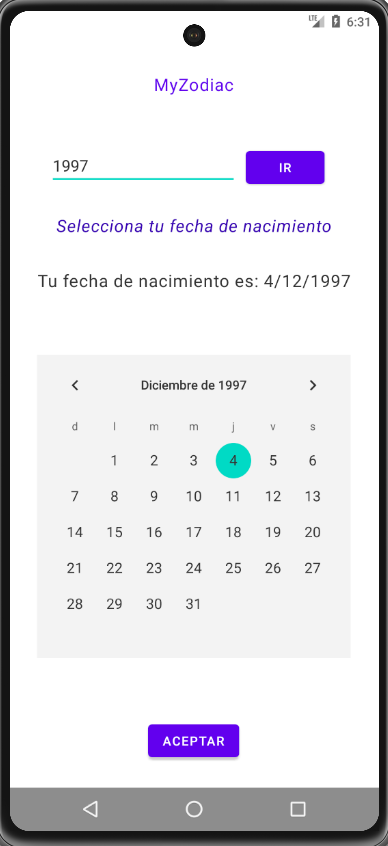 LTE 6:31
MyZodiac
1997 IR
Selecciona tu fecha de nacimiento
Tu fecha de nacimiento es: 4/12/1997
Diciembre de 1997
d l m m j v s
1 2 3 4 5 6
7 8 9 10 11 12 13
14 15 16 17 18 19 20
21 22 23 24 25 26 27
28 29 30 31
ACEPTAR